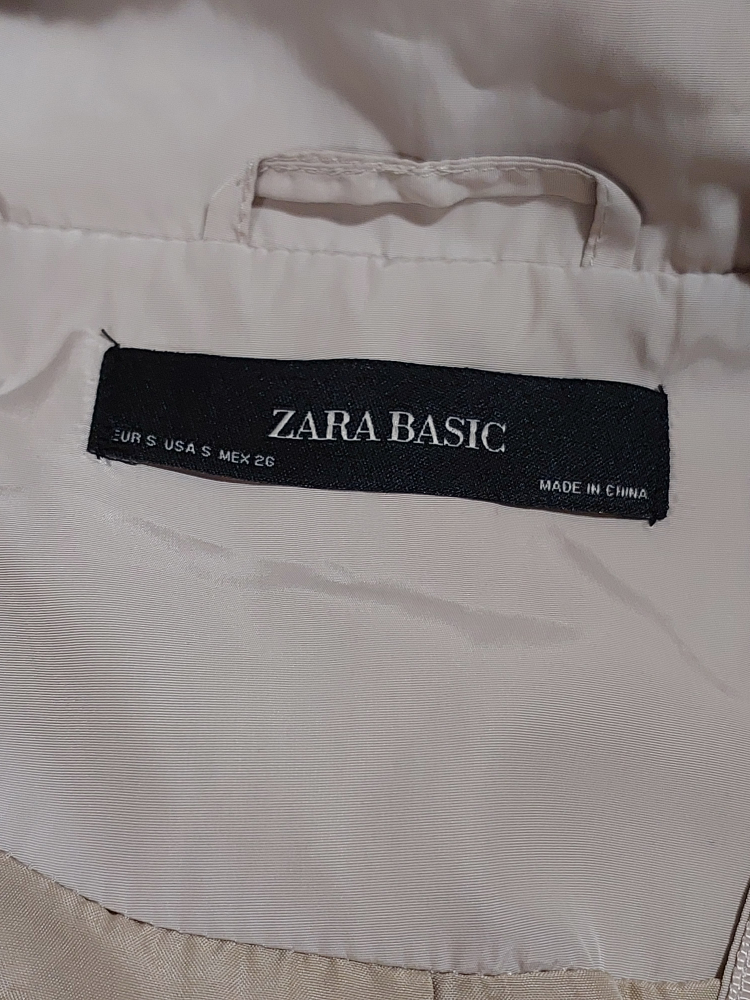 ZARA BASIC
EUR S USA S MEX 26
MADE IN CHINA